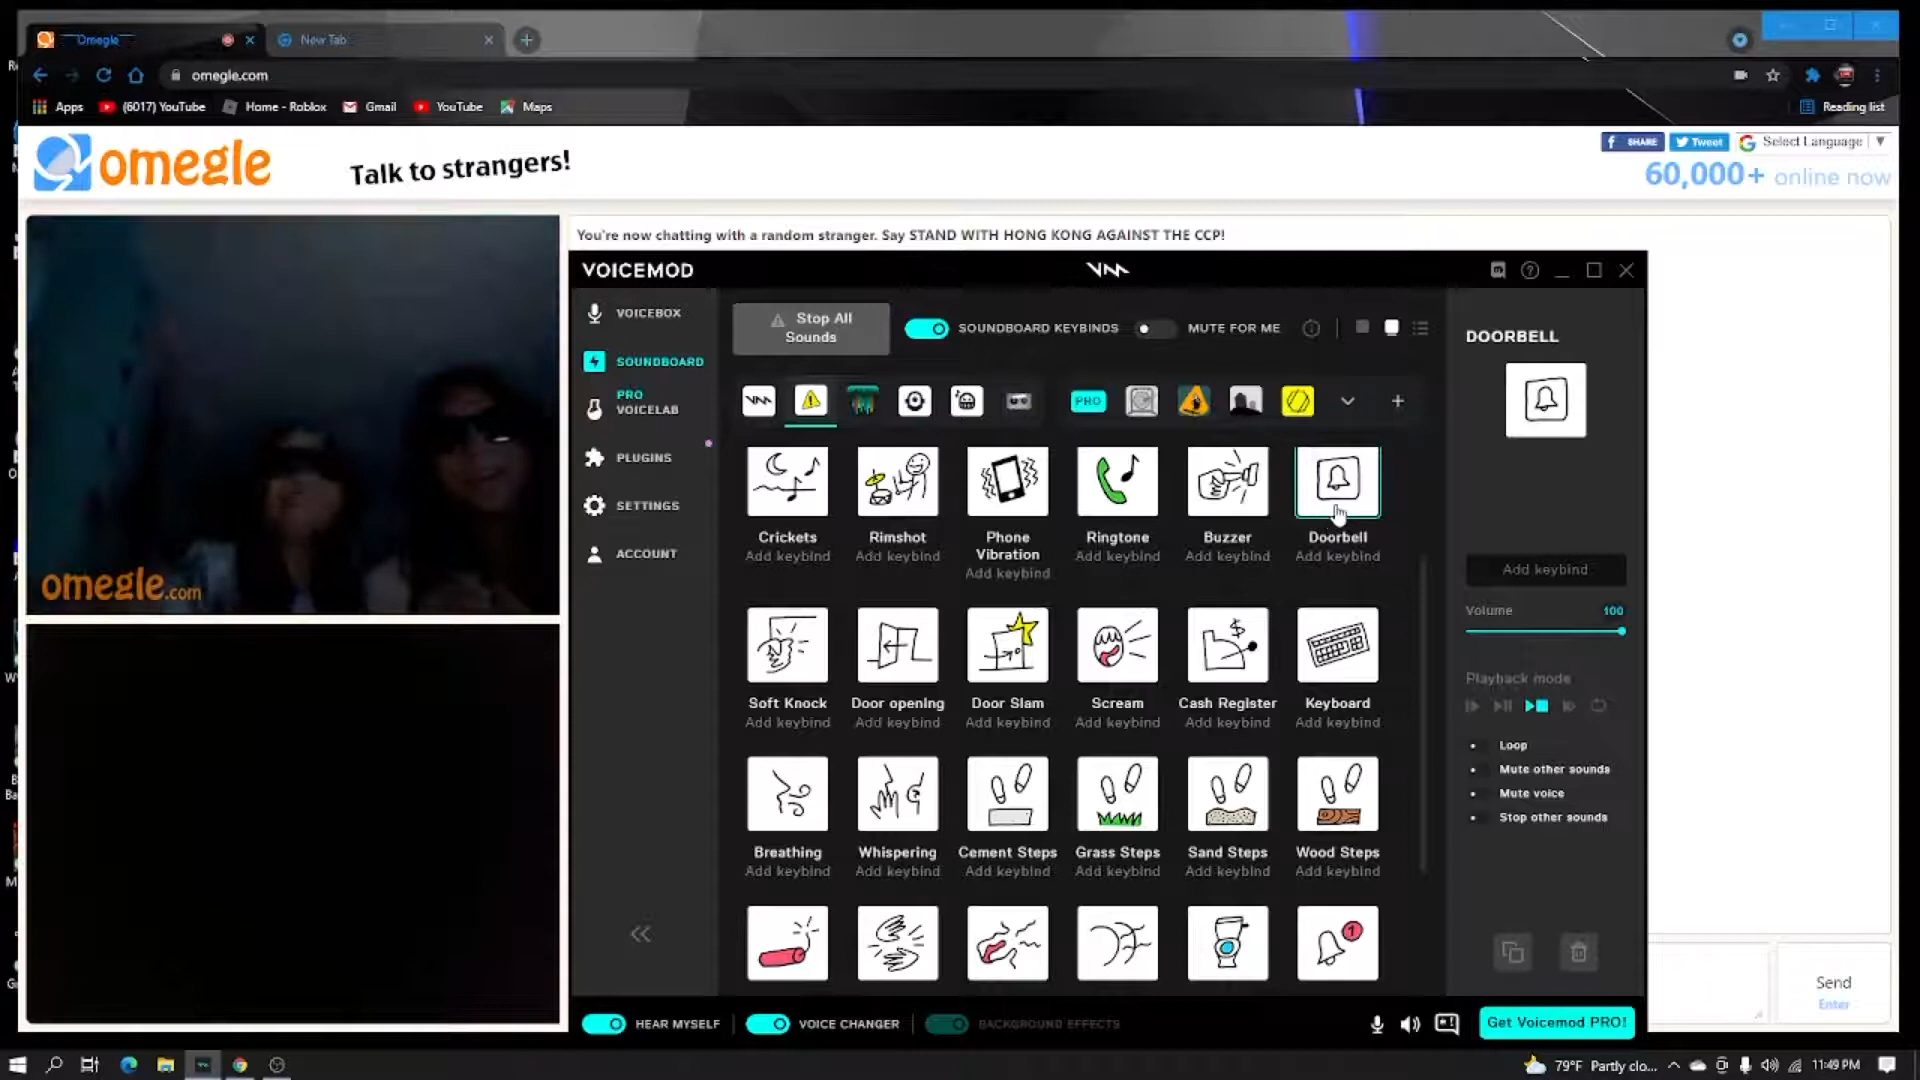 Omegle
New Tab
omegle.com
Apps
(6017) YouTube
Home - Roblox
Gmail
YouTube
Maps
Reading list
omegle
Talk to strangers!
SHARE
Tweet
Select Language
60,000+ online now
You're now chatting with a random stranger. Say STAND WITH HONG KONG AGAINST THE CCP!
omegle.com
VOICEMOD
VOICEBOX
SOUNDBOARD
PRO
VOICELAB
PLUGINS
SETTINGS
ACCOUNT
Stop All
Sounds
SOUNDBOARD KEYBINDS
MUTE FOR ME
PRO
Crickets
Add keybind
Rimshot
Add keybind
Phone
Vibration
Add keybind
Ringtone
Add keybind
Buzzer
Add keybind
Doorbell
Add keybind
Soft Knock
Add keybind
Door opening
Add keybind
Door Slam
Add keybind
Scream
Add keybind
$
Cash Register
Add keybind
Keyboard
Add keybind
Breathing
Add keybind
Whispering
Add keybind
Cement Steps
Add keybind
Grass Steps
Add keybind
Sand Steps
Add keybind
Wood Steps
Add keybind
1
DOORBELL
Add keybind
Volume 100
Playback mode
Loop
Mute other sounds
Mute voice
Stop other sounds
HEAR MYSELF
VOICE CHANGER
BACKGROUND EFFECTS
Get Voicemod PRO!
Send
Enter
79°F Partly clo...
11:49 PM